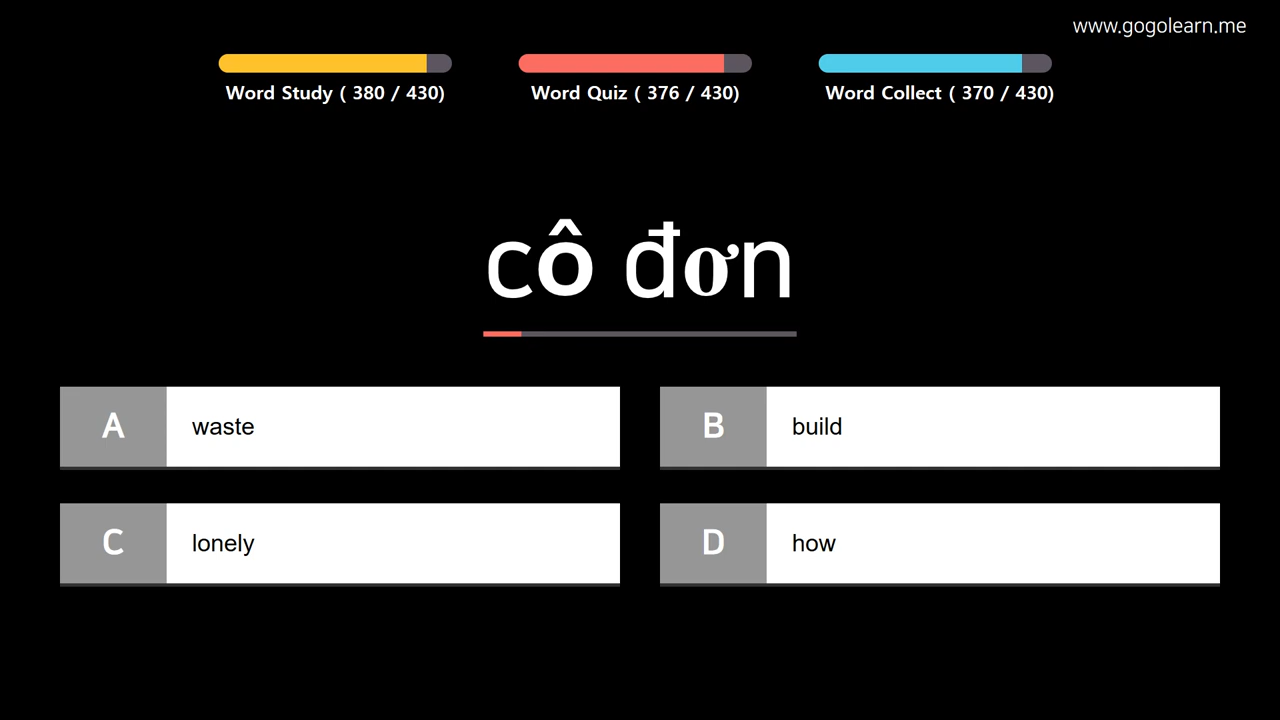 www.gogolearn.me
Word Study ( 380 / 430)
Word Quiz ( 376 / 430)
Word Collect ( 370 / 430)
cô đơn
A waste
B build
C lonely
D how